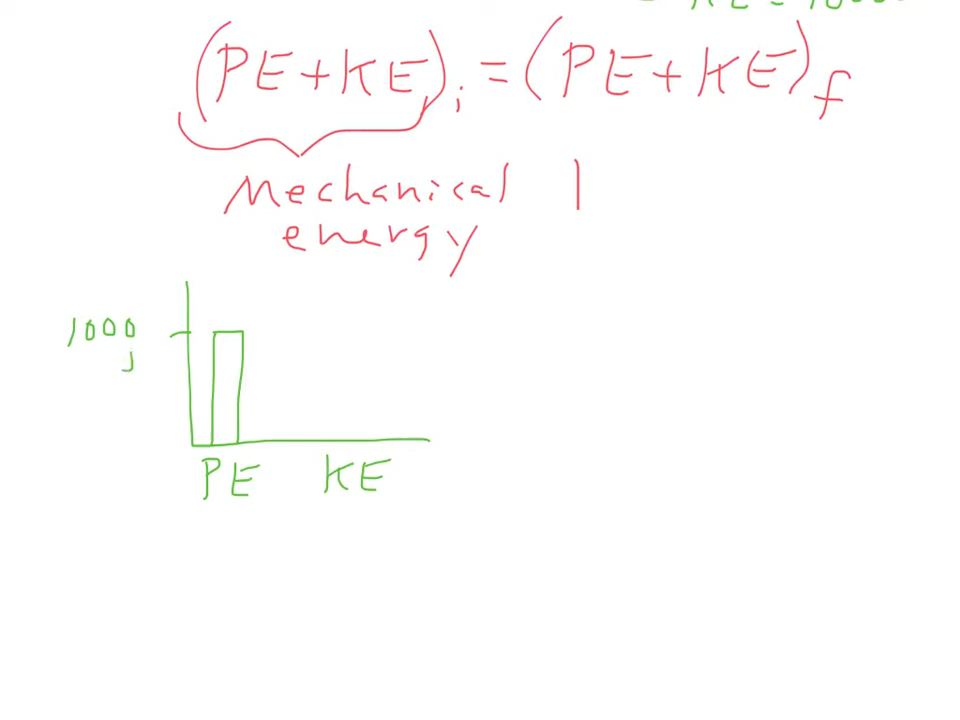 (PE+KE)i = (PE+KE)f
Mechanical
energy
1000
J
PE KE